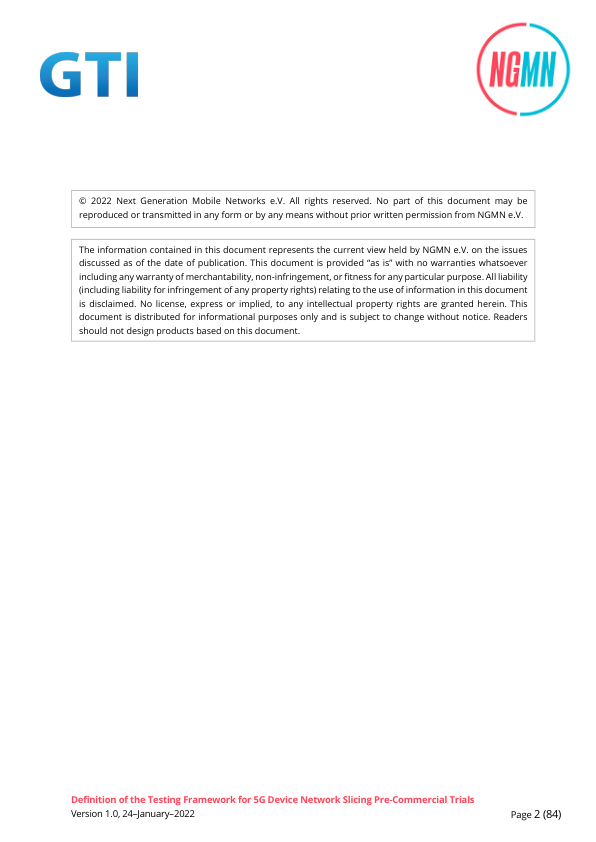 GTI
NGMN
© 2022 Next Generation Mobile Networks e.V. All rights reserved. No part of this document may be
reproduced or transmitted in any form or by any means without prior written permission from NGMN e.V.
The information contained in this document represents the current view held by NGMN e.V. on the issues
discussed as of the date of publication. This document is provided “as is” with no warranties whatsoever
including any warranty of merchantability, non-infringement, or fitness for any particular purpose. All liability
(including liability for infringement of any property rights) relating to the use of information in this document
is disclaimed. No license, express or implied, to any intellectual property rights are granted herein. This
document is distributed for informational purposes only and is subject to change without notice. Readers
should not design products based on this document.
Definition of the Testing Framework for 5G Device Network Slicing Pre-Commercial Trials
Version 1.0, 24–January–2022
Page 2 (84)